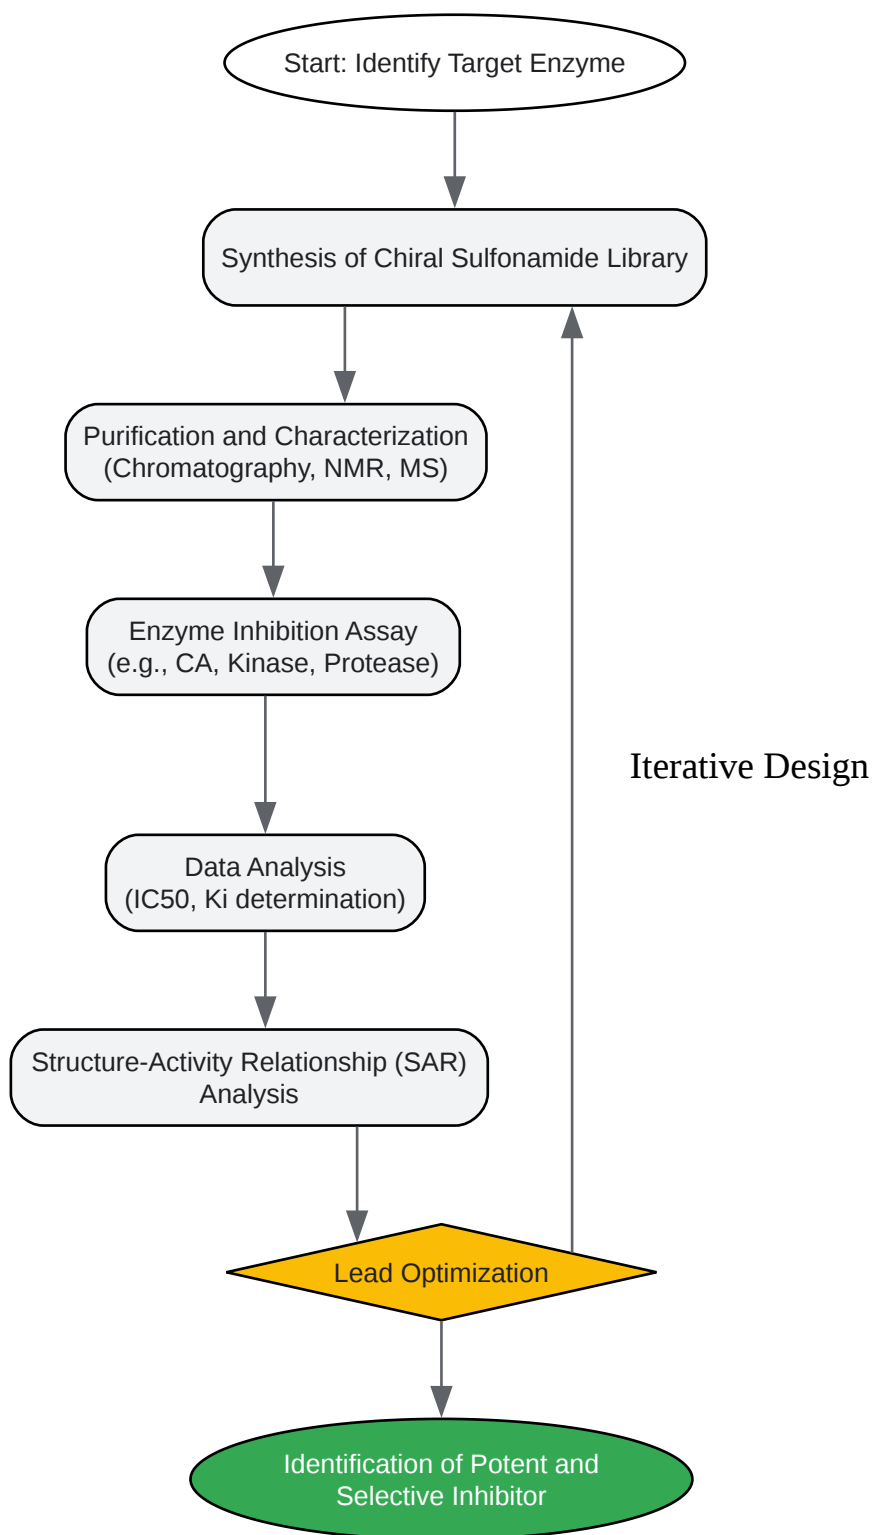 Start: Identify Target Enzyme
Synthesis of Chiral Sulfonamide Library
Purification and Characterization
(Chromatography, NMR, MS)
Enzyme Inhibition Assay
(e.g., CA, Kinase, Protease)
Iterative Design
Data Analysis
(IC50, Ki determination)
Structure-Activity Relationship (SAR)
Analysis
Lead Optimization
Identification of Potent and
Selective Inhibitor